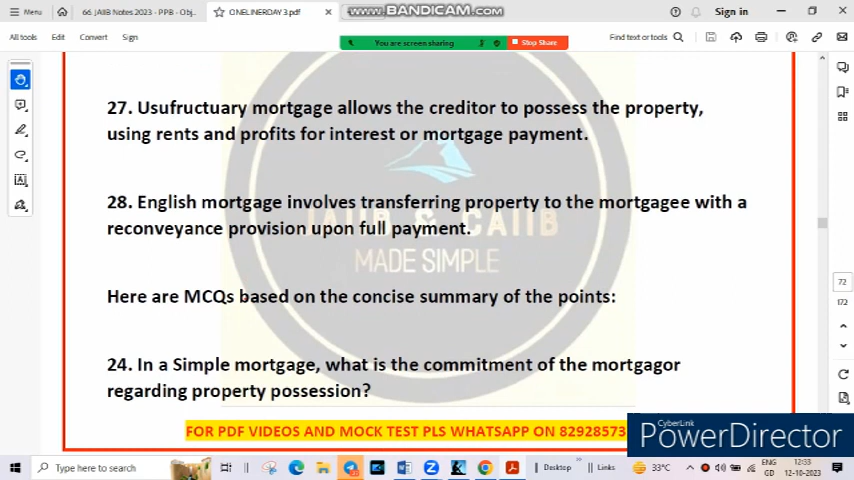 Menu
66. JAIIB Notes 2023 - PPB - Obj...
ONELINERDAY 3.pdf
WWW.BANDICAM.COM
Sign in
All tools Edit Convert Sign
You are screen sharing
Stop Share
Find text or tools
27. Usufructuary mortgage allows the creditor to possess the property,
using rents and profits for interest or mortgage payment.
28. English mortgage involves transferring property to the mortgagee with a
reconveyance provision upon full payment.
JAIIB & CAIIB
MADE SIMPLE
Here are MCQs based on the concise summary of the points:
72
172
24. In a Simple mortgage, what is the commitment of the mortgagor
regarding property possession?
FOR PDF VIDEOS AND MOCK TEST PLS WHATSAPP ON 82928573
CyberLink
PowerDirector
Type here to search
Desktop
Links
33°C
ENG
GD
12:33
12-10-2023